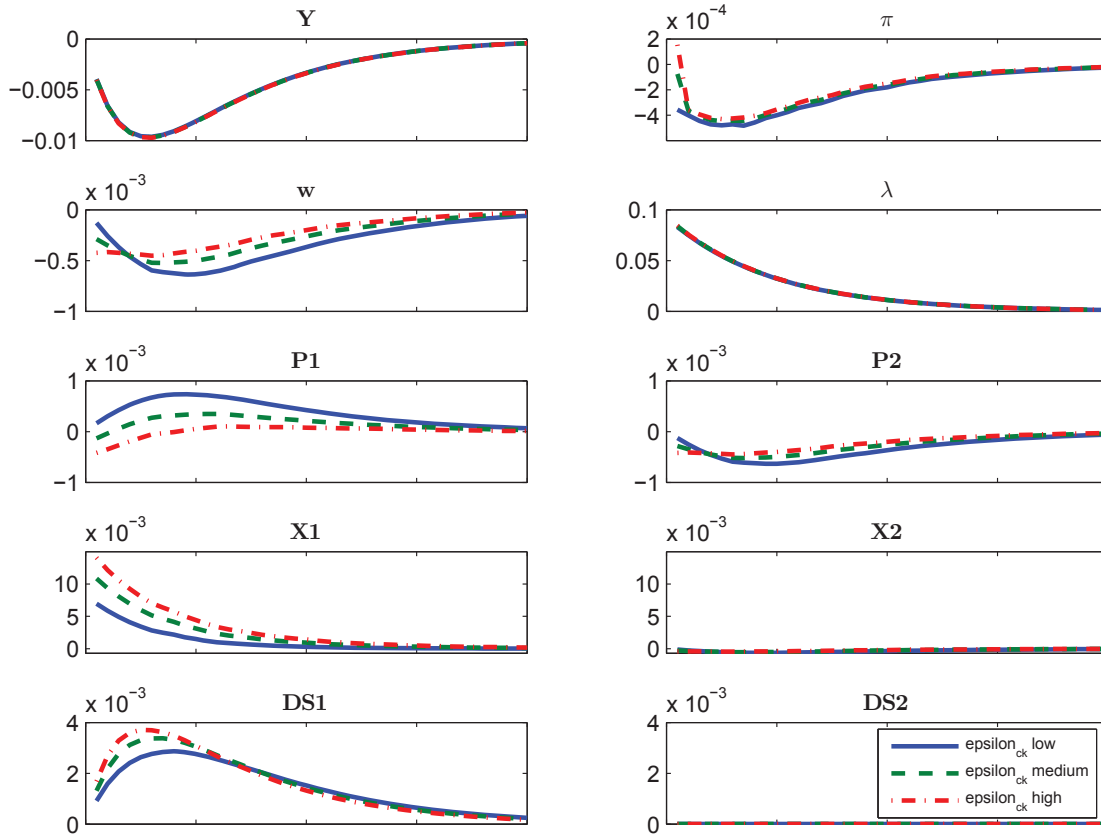 Y
0
−0.005
−0.01
π
x 10⁻⁴
2
0
−2
−4
w
x 10⁻³
0
−0.5
−1
λ
0.1
0.05
0
P1
x 10⁻³
1
0
−1
P2
x 10⁻³
1
0
−1
X1
x 10⁻³
10
5
0
X2
x 10⁻³
10
5
0
DS1
x 10⁻³
4
2
0
DS2
x 10⁻³
4
2
0
epsilon_ck low
epsilon_ck medium
epsilon_ck high